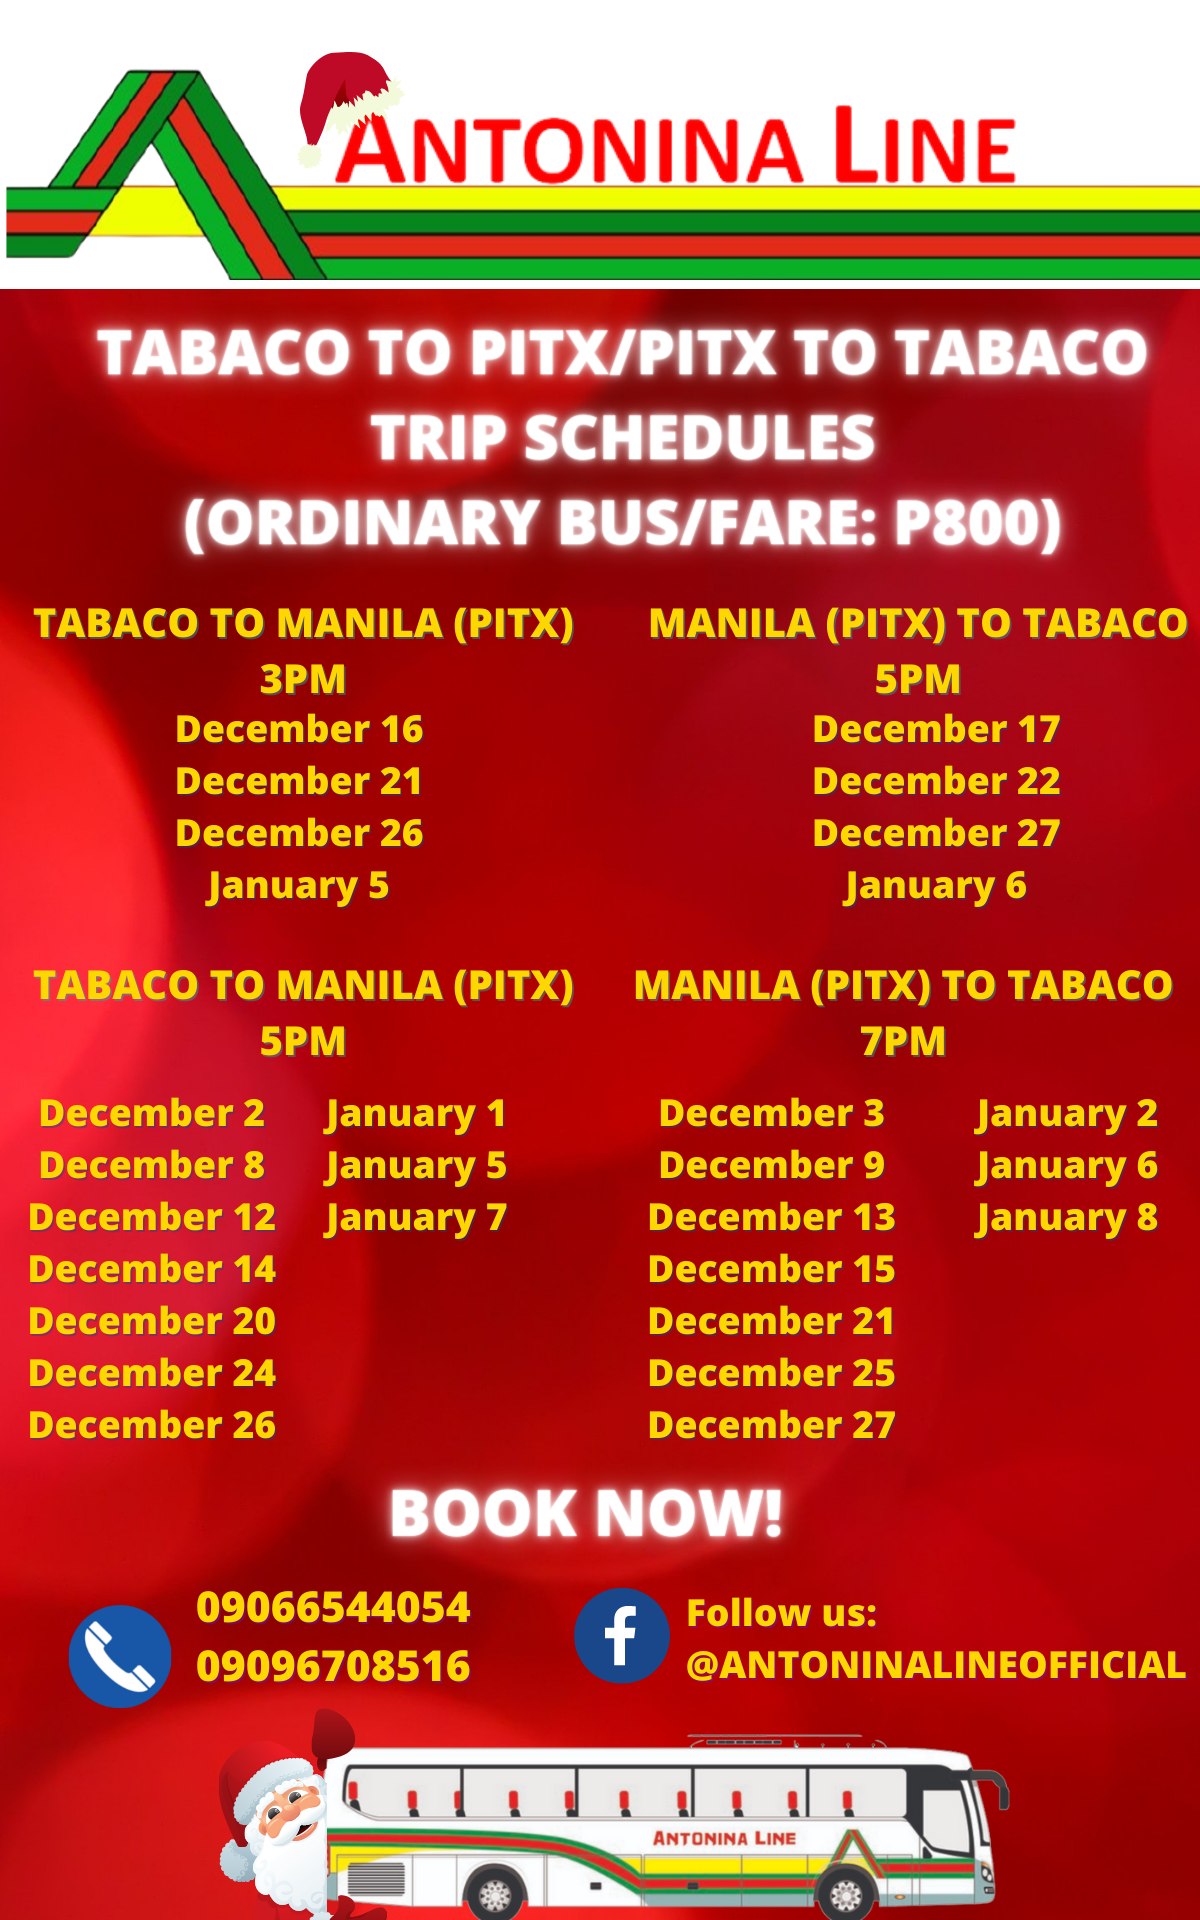 ANTONINA LINE
TABACO TO PITX/PITX TO TABACO
TRIP SCHEDULES
(ORDINARY BUS/FARE: P800)
TABACO TO MANILA (PITX)
3PM
December 16
December 21
December 26
January 5
MANILA (PITX) TO TABACO
5PM
December 17
December 22
December 27
January 6
TABACO TO MANILA (PITX)
5PM
December 2
December 8
December 12
December 14
December 20
December 24
December 26
January 1
January 5
January 7
MANILA (PITX) TO TABACO
7PM
December 3
December 9
December 13
December 15
December 21
December 25
December 27
January 2
January 6
January 8
BOOK NOW!
09066544054
09096708516
Follow us:
@ANTONINALINEOFFICIAL
ANTONINA LINE